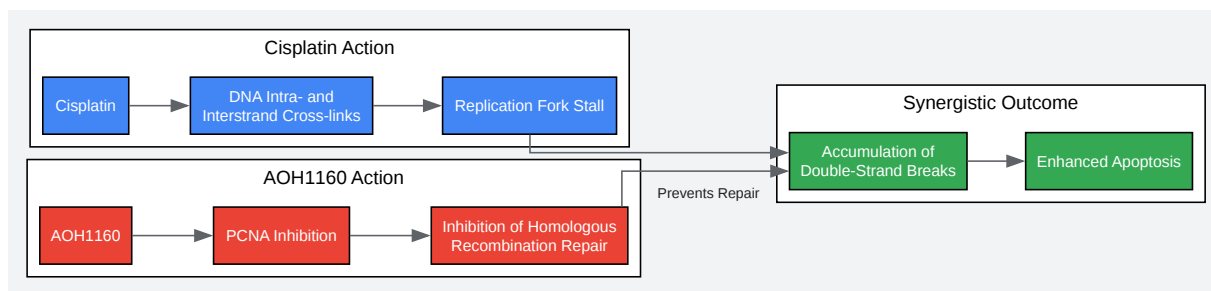 Cisplatin Action
Cisplatin
DNA Intra- and
Interstrand Cross-links
Replication Fork Stall
AOH1160 Action
AOH1160
PCNA Inhibition
Inhibition of Homologous
Recombination Repair
Prevents Repair
Synergistic Outcome
Accumulation of
Double-Strand Breaks
Enhanced Apoptosis